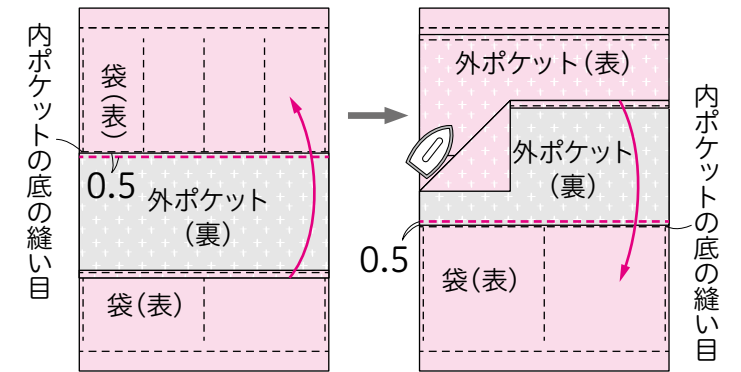 内ポケットの底の縫い目
袋(表)
0.5
外ポケット
(裏)
袋(表)
外ポケット(表)
外ポケット
(裏)
0.5
袋(表)
内ポケットの底の縫い目